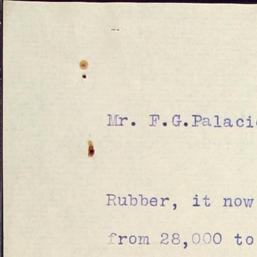 Mr. F.G.Palaci
Rubber, it now
from 28,000 to